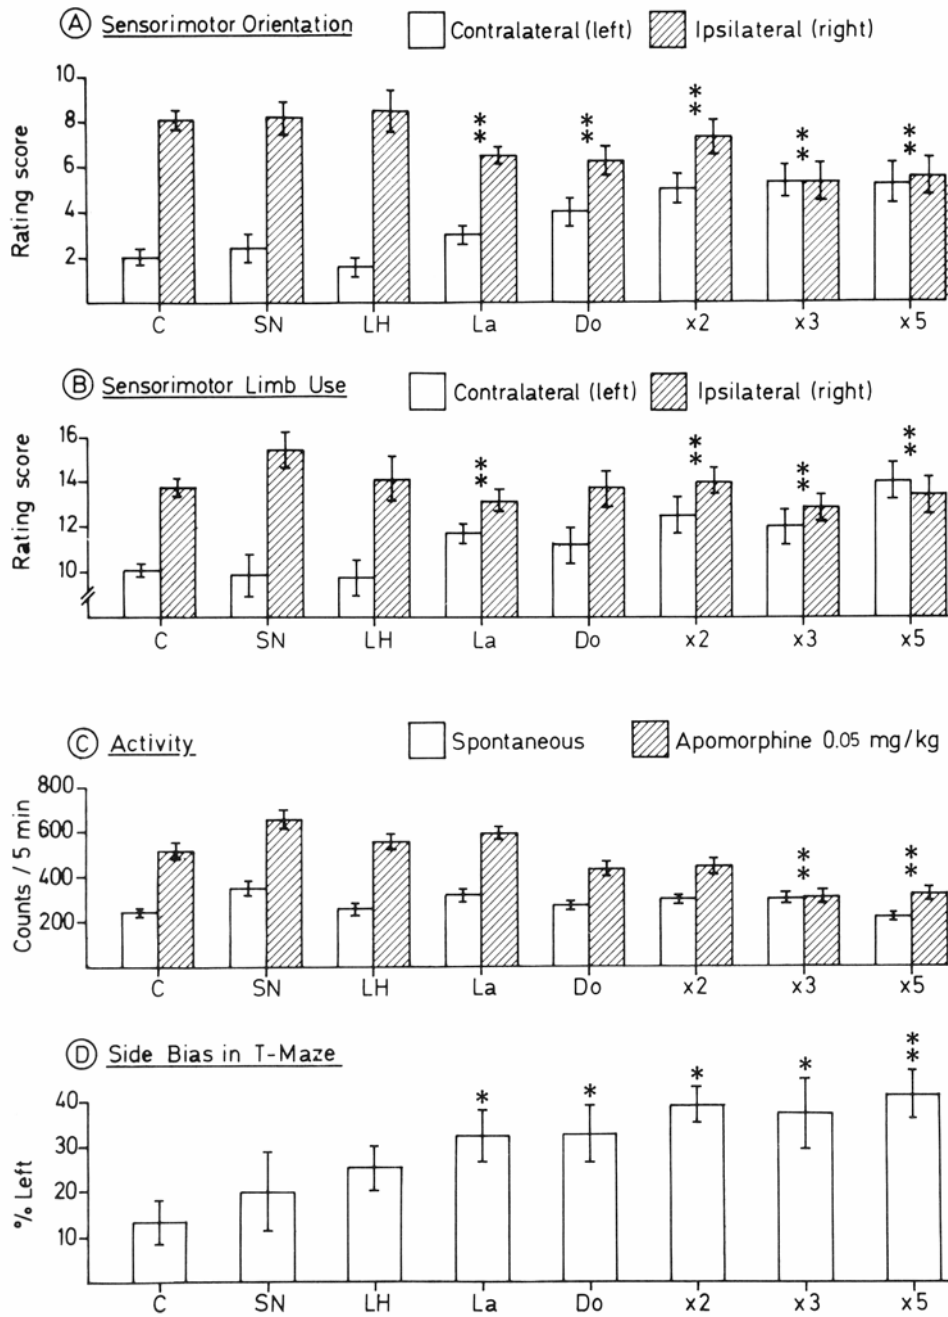 A Sensorimotor Orientation
Contralateral (left)
Ipsilateral (right)
Rating score
10
8
6
4
2
** ** ** ** **
C SN LH La Do x2 x3 x5
B Sensorimotor Limb Use
Contralateral (left)
Ipsilateral (right)
Rating score
16
14
12
10
** ** ** **
C SN LH La Do x2 x3 x5
C Activity
Spontaneous
Apomorphine 0.05 mg/kg
Counts / 5 min
800
600
400
200
** **
C SN LH La Do x2 x3 x5
D Side Bias in T-Maze
% Left
40
30
20
10
* * * * **
C SN LH La Do x2 x3 x5